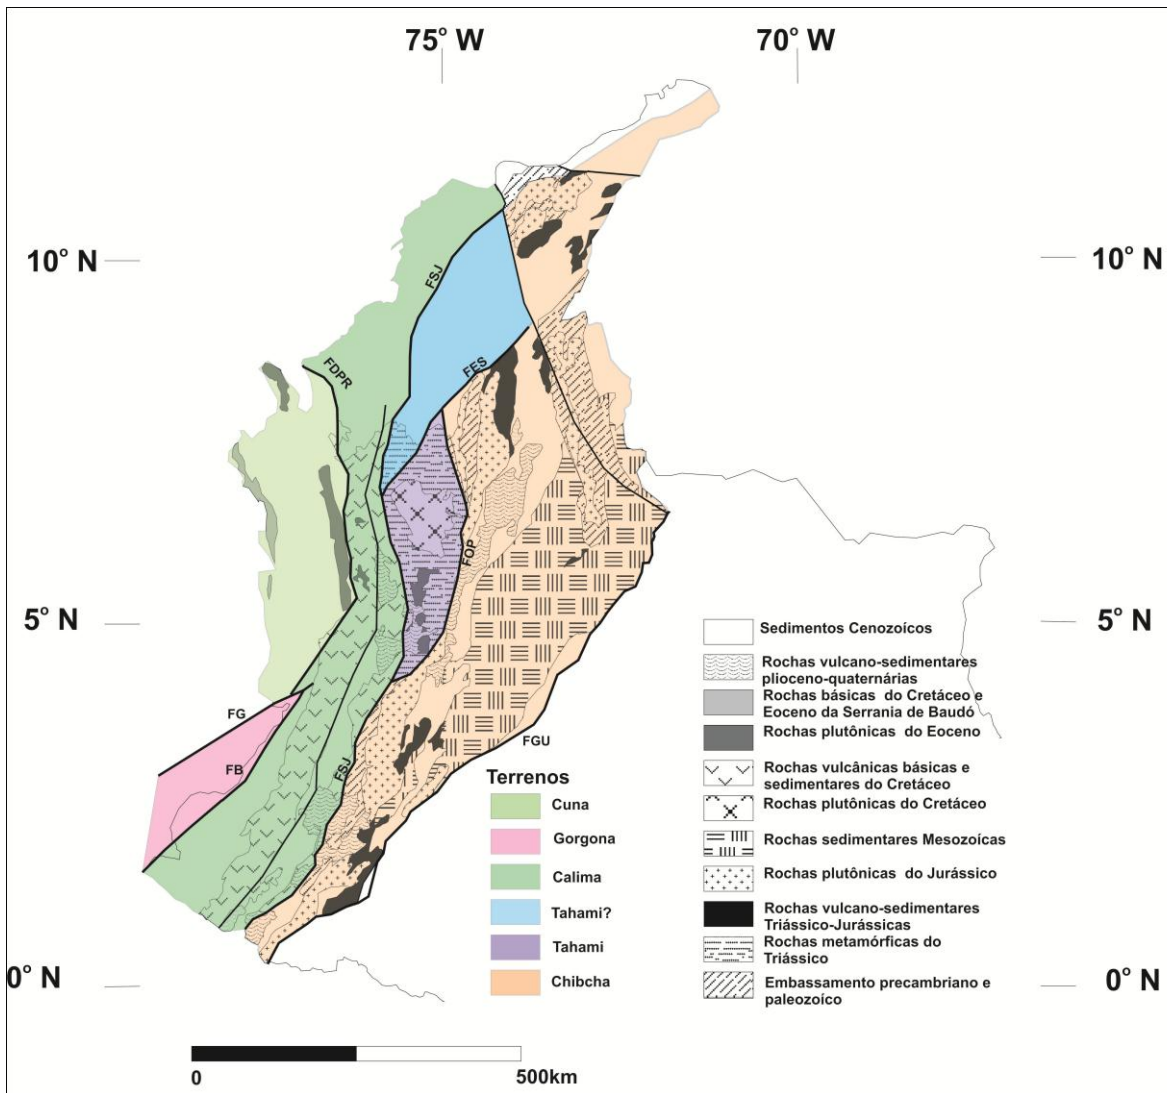 75° W
70° W
10° N
10° N
FSJ
FDPR
FES
FOP
5° N
5° N
FG
FB
FSJ
FGU
Terrenos
Cuna
Gorgona
Calima
Tahami?
Tahami
Chibcha
Sedimentos Cenozoícos
Rochas vulcano-sedimentares
plioceno-quaternárias
Rochas básicas do Cretáceo e
Eoceno da Serrania de Baudó
Rochas plutônicas do Eoceno
Rochas vulcânicas básicas e
sedimentares do Cretáceo
Rochas plutônicas do Cretáceo
Rochas sedimentares Mesozoícas
Rochas plutônicas do Jurássico
Rochas vulcano-sedimentares
Triássico-Jurássicas
Rochas metamórficas do
Triássico
Embassamento precambriano e
paleozoíco
0° N
0° N
0
500km